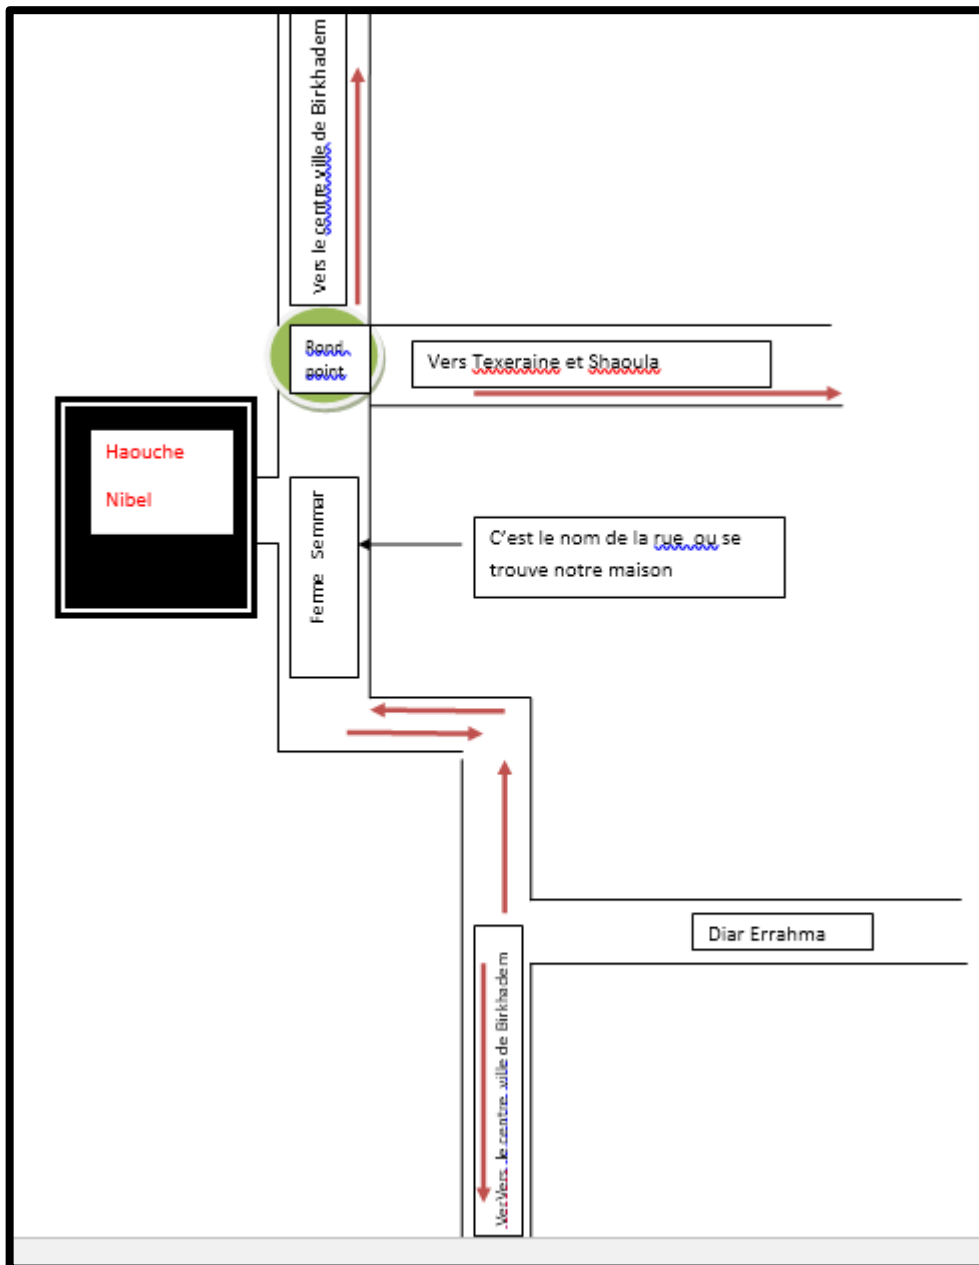 Vers le centre ville de Birkhadem
Rond
point
Vers Texeraine et Shaoula
Haouche
Nibel
Ferme Semmar
C'est le nom de la rue ou se
trouve notre maison
Diar Errahma
VerVers le centre ville de Birkhadem